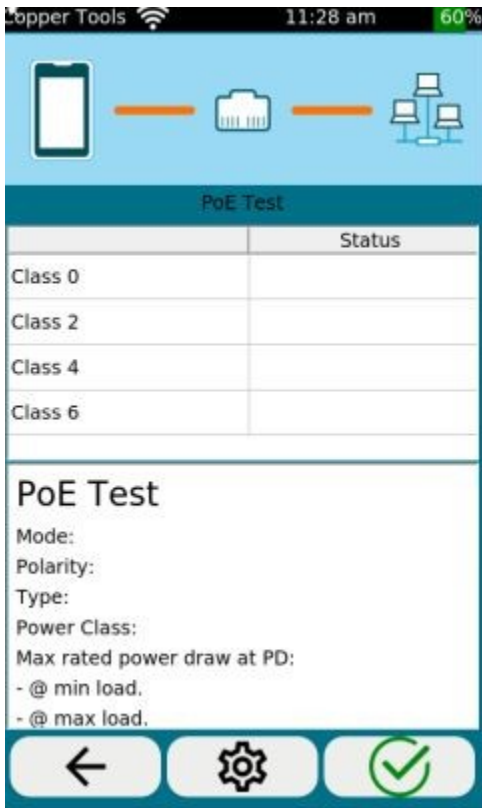 Copper Tools 11:28 am 60%
PoE Test
Status
Class 0
Class 2
Class 4
Class 6
PoE Test
Mode:
Polarity:
Type:
Power Class:
Max rated power draw at PD:
- @ min load.
- @ max load.